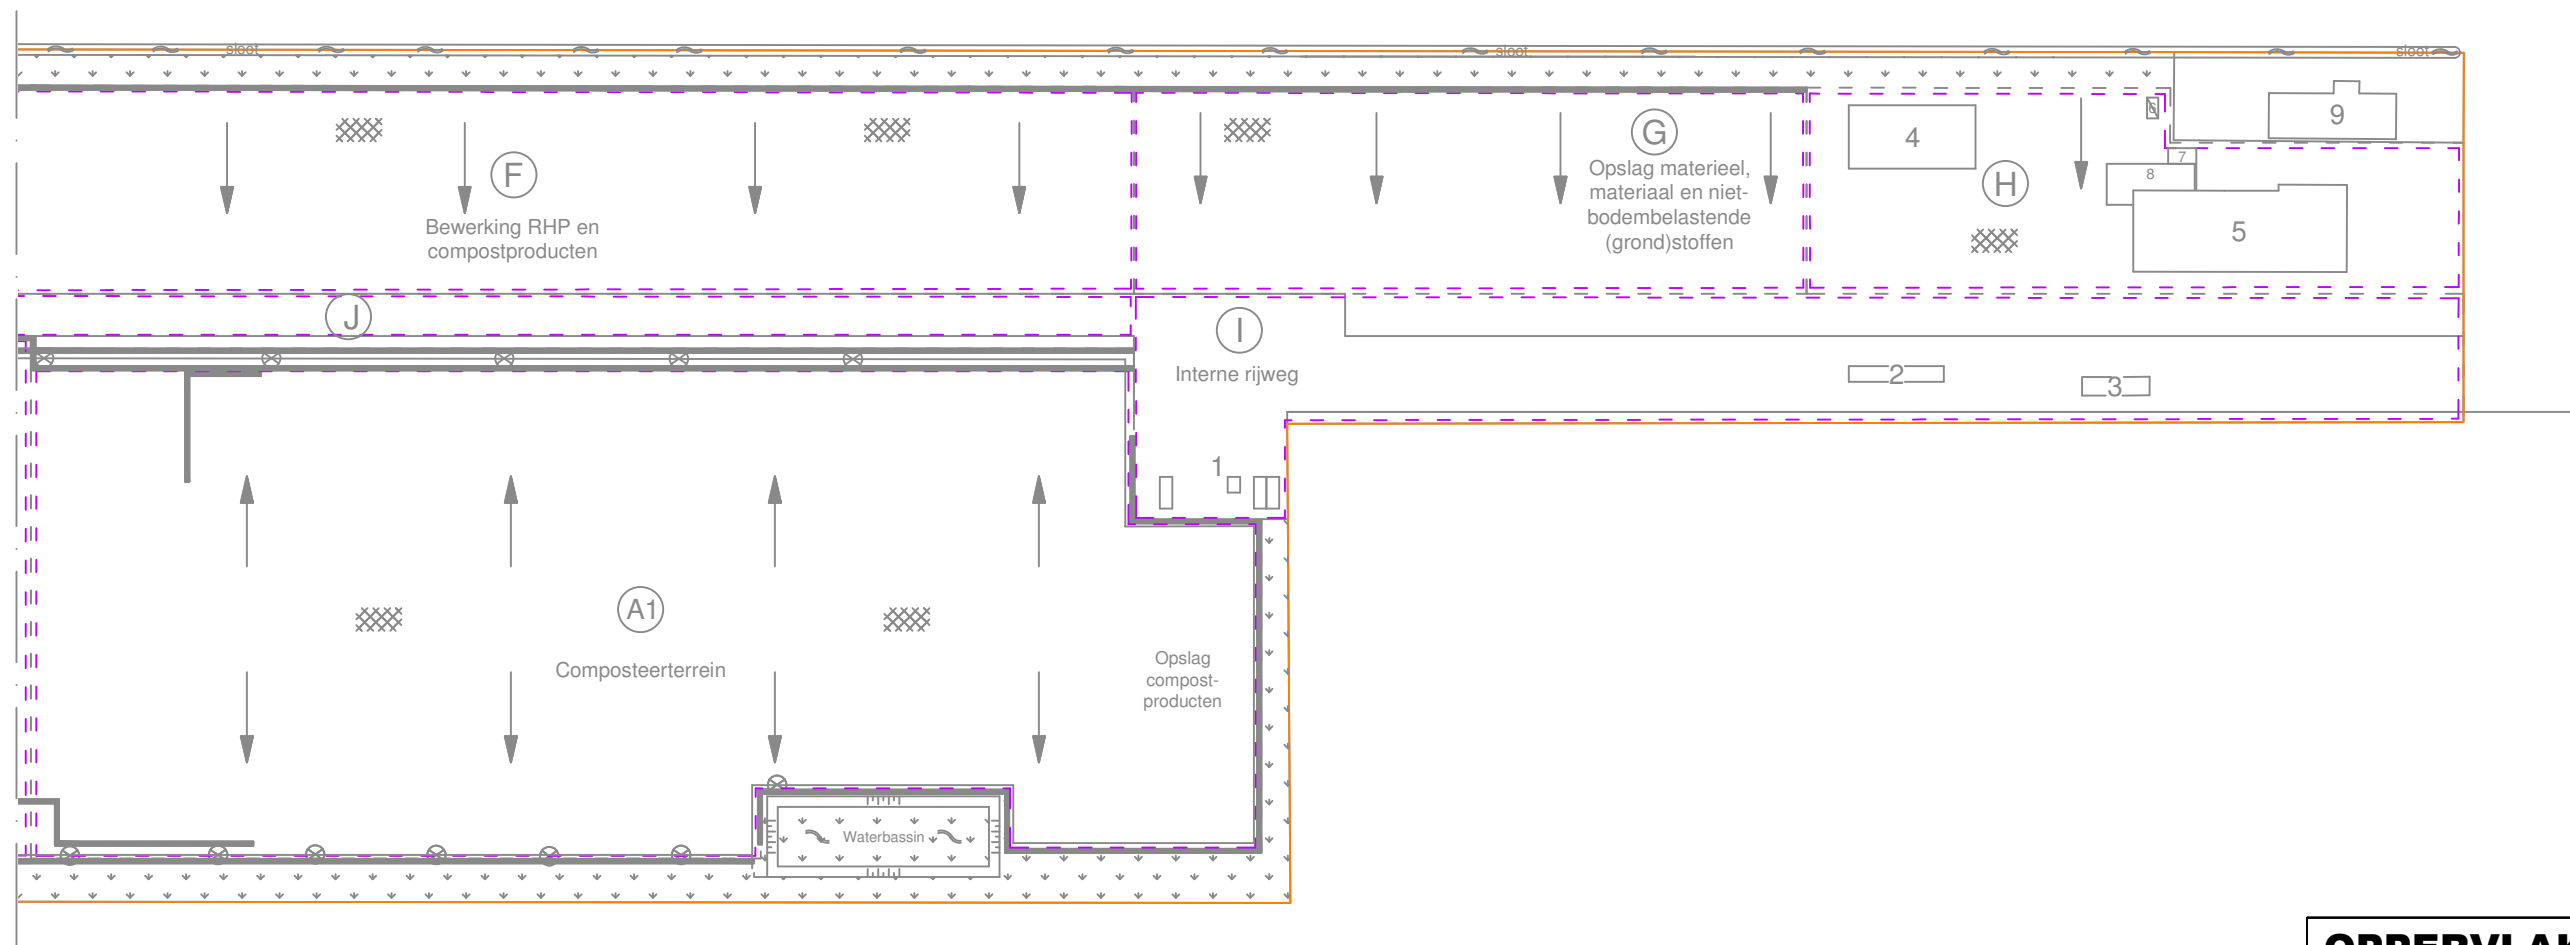 sloot
sloot
sloot
F
Bewerking RHP en
compostproducten
G
Opslag materieel,
materiaal en niet-
bodembelastende
(grond)stoffen
4
H
6
7
8
9
5
J
I
Interne rijweg
2
3
1
A1
Composteerterrein
Opslag
compost-
producten
Waterbassin